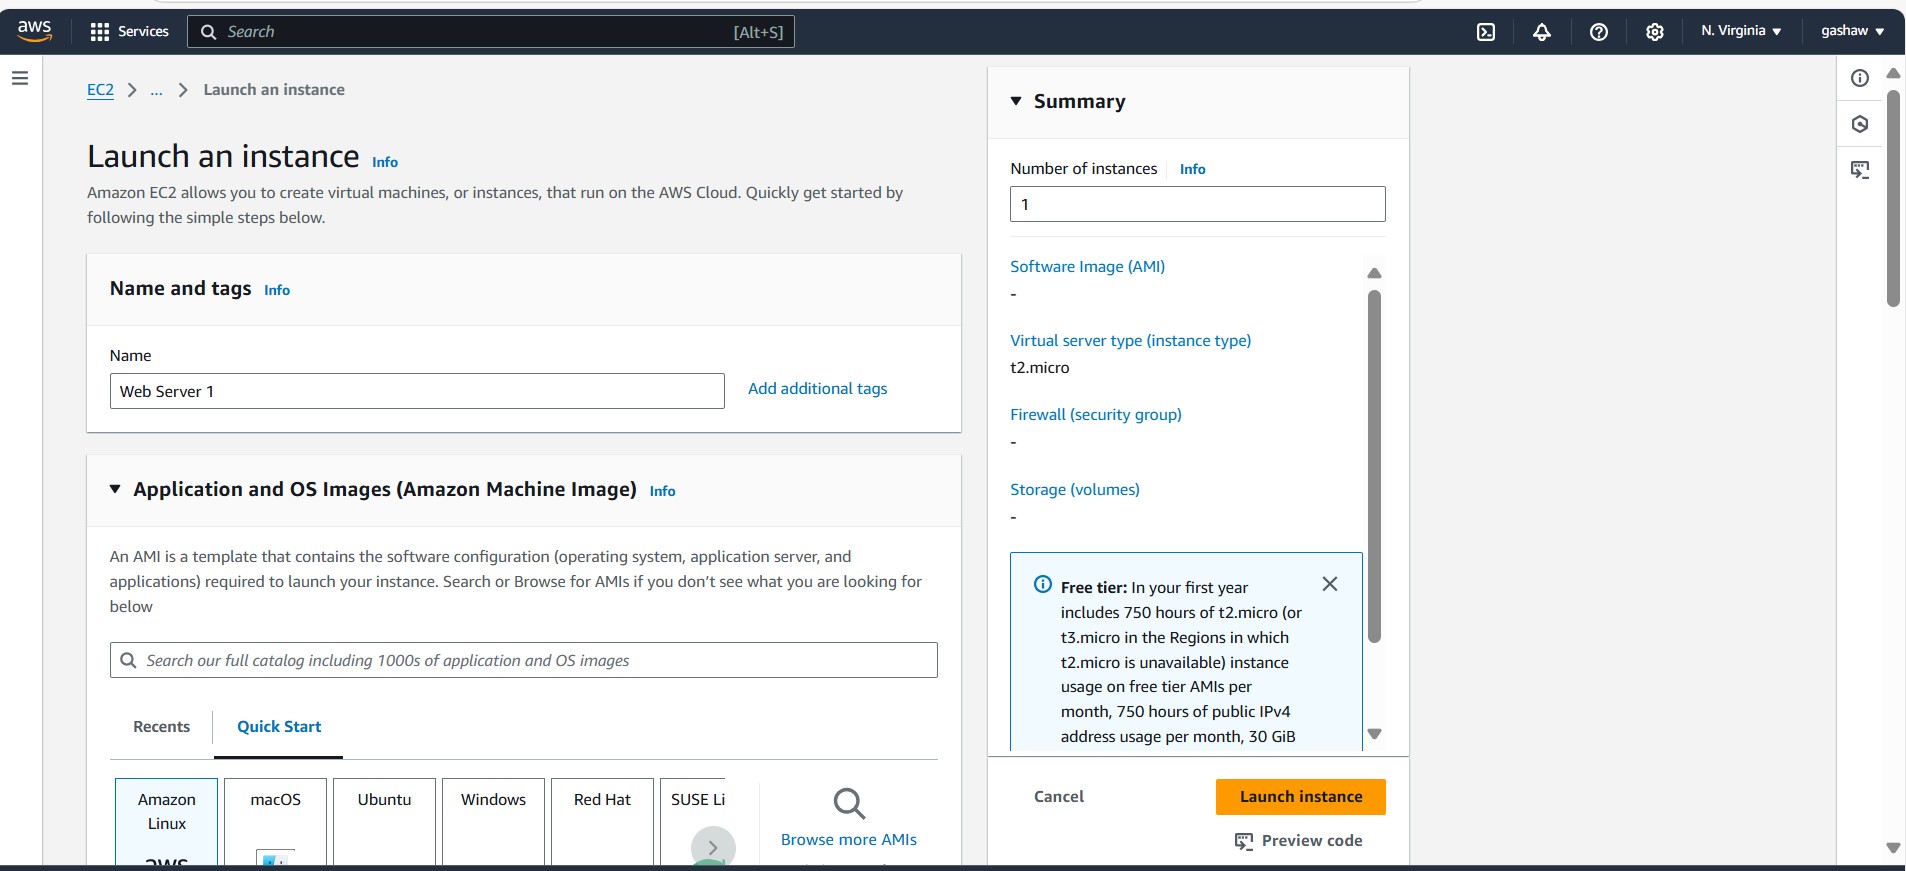 aws
Services
Search
[Alt+S]
N. Virginia
gashaw
EC2
...
Launch an instance
Launch an instance Info
Amazon EC2 allows you to create virtual machines, or instances, that run on the AWS Cloud. Quickly get started by
following the simple steps below.
Name and tags Info
Name
Web Server 1
Add additional tags
Application and OS Images (Amazon Machine Image) Info
An AMI is a template that contains the software configuration (operating system, application server, and
applications) required to launch your instance. Search or Browse for AMIs if you don’t see what you are looking for
below
Search our full catalog including 1000s of application and OS images
Recents
Quick Start
Amazon
Linux
aws
macOS
Ubuntu
Windows
Red Hat
SUSE Li
Browse more AMIs
Summary
Number of instances Info
1
Software Image (AMI)
-
Virtual server type (instance type)
t2.micro
Firewall (security group)
-
Storage (volumes)
-
Free tier: In your first year
includes 750 hours of t2.micro (or
t3.micro in the Regions in which
t2.micro is unavailable) instance
usage on free tier AMIs per
month, 750 hours of public IPv4
address usage per month, 30 GiB
Cancel
Launch instance
Preview code